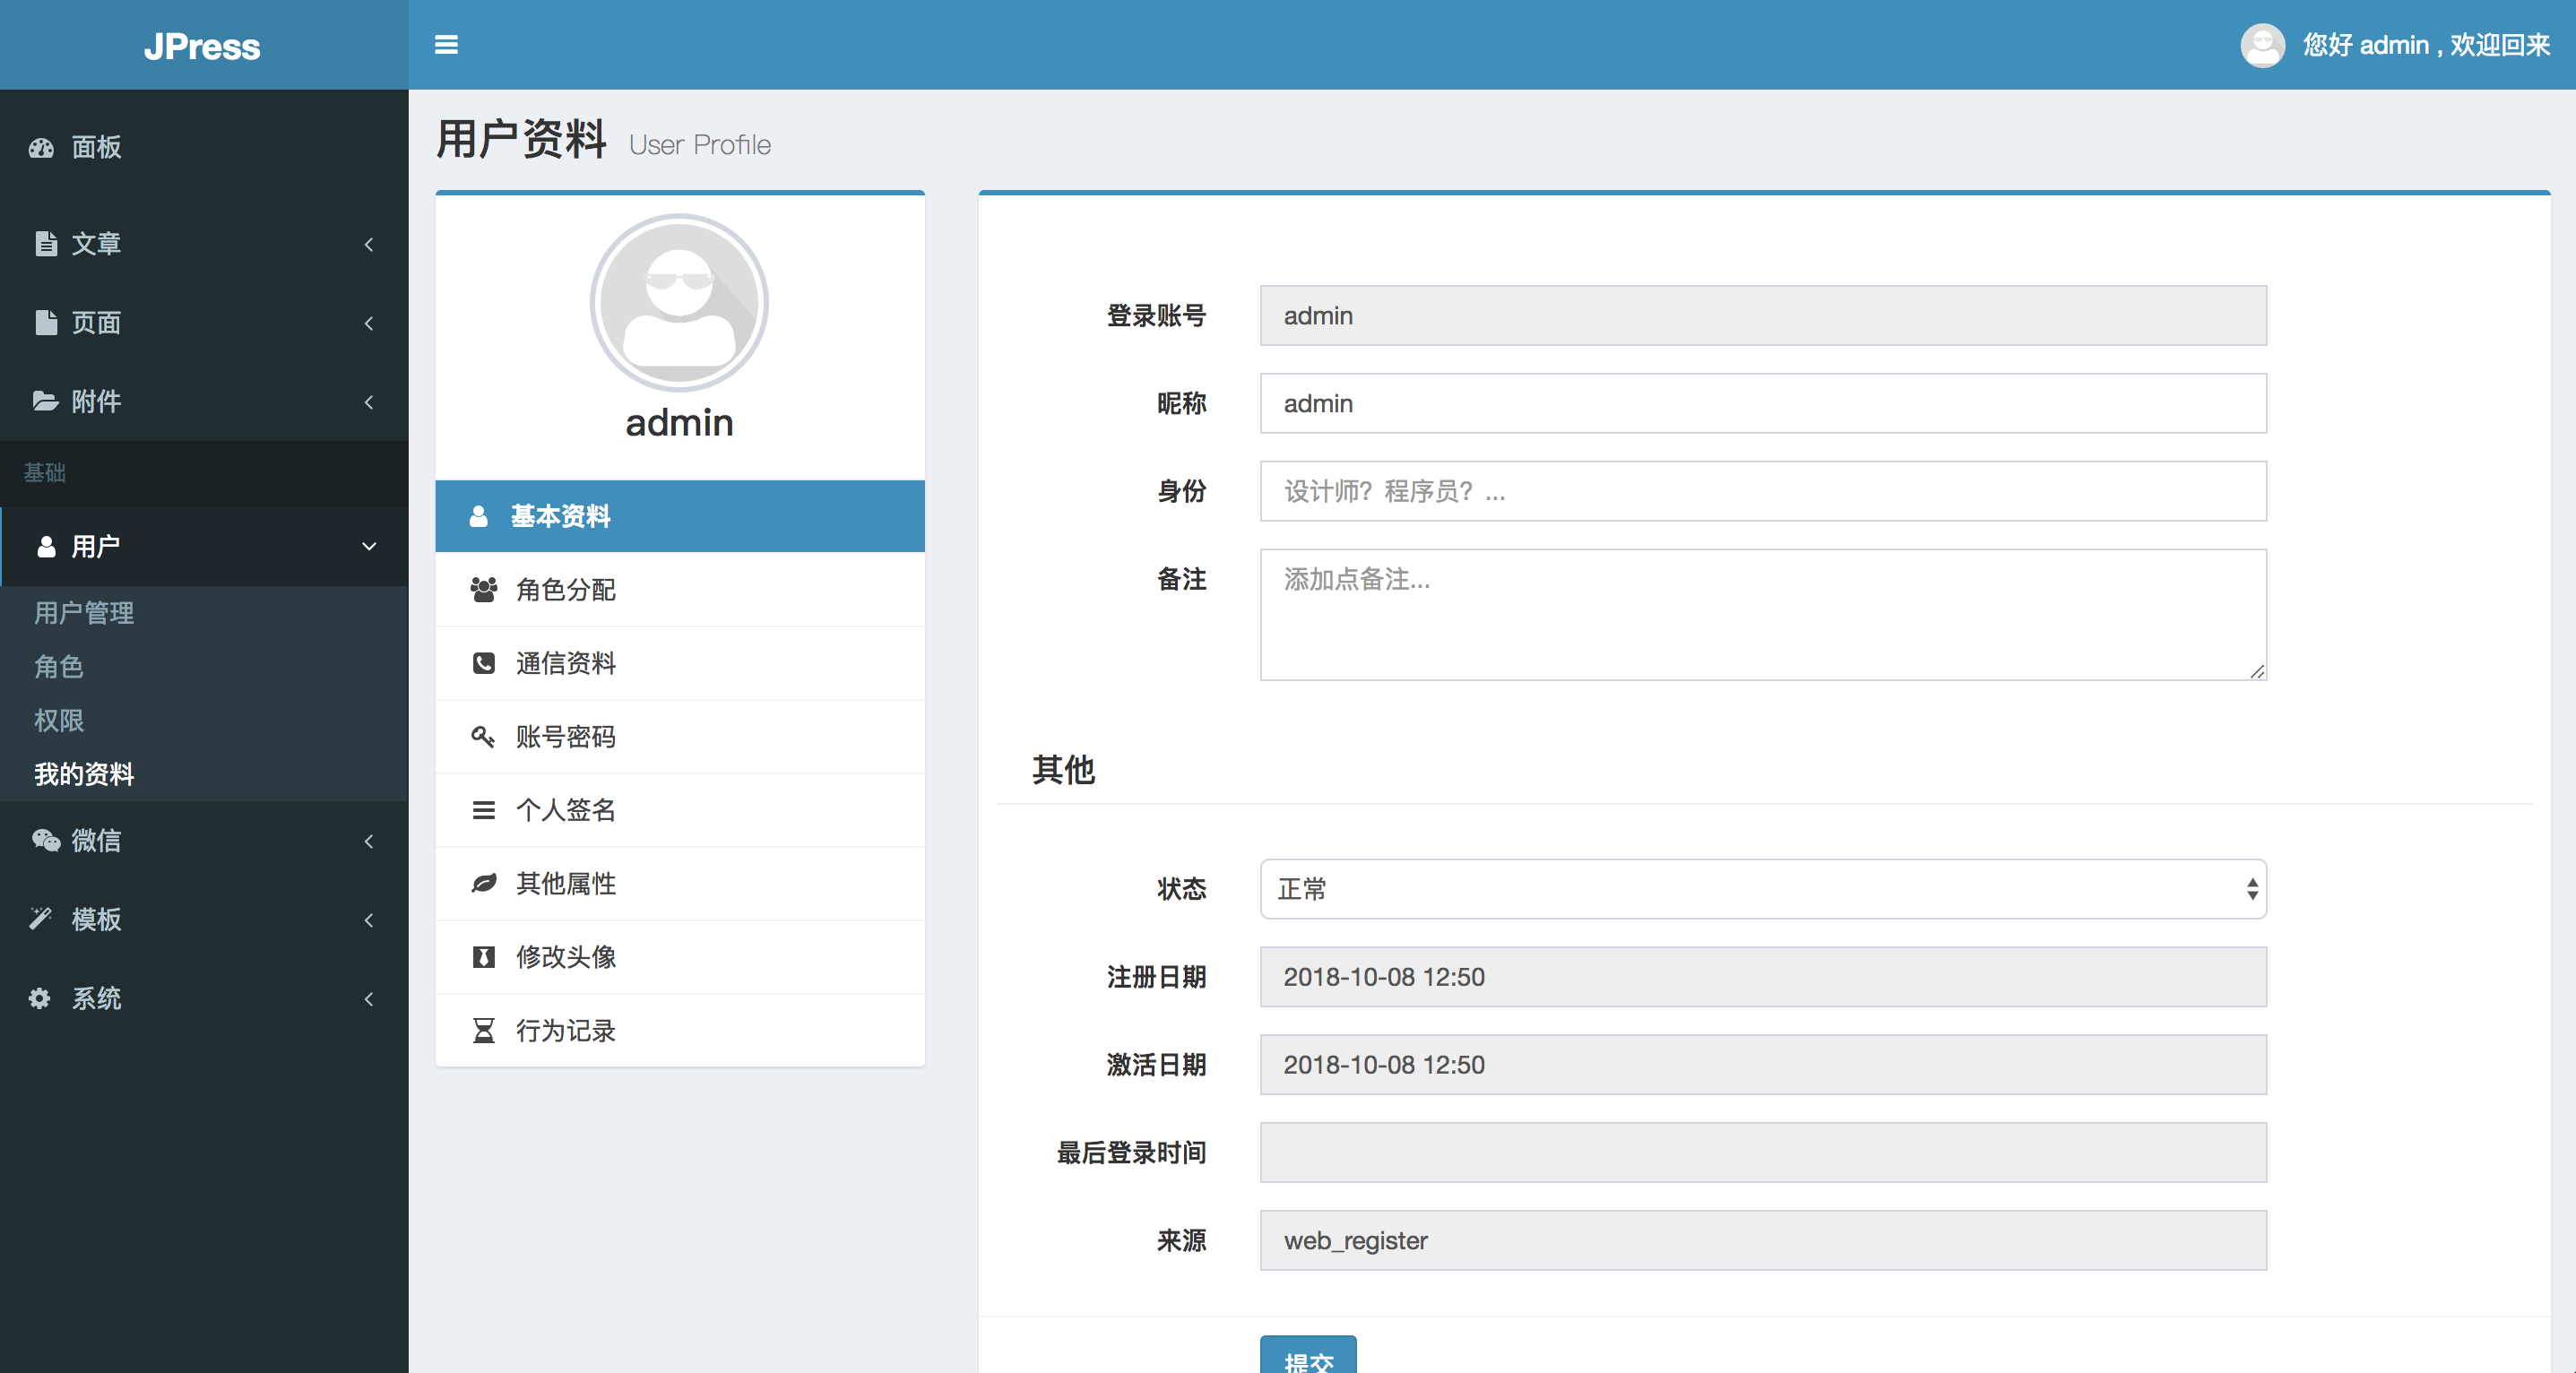 JPress
您好 admin , 欢迎回来
面板
文章
页面
附件
基础
用户
用户管理
角色
权限
我的资料
微信
模板
系统
用户资料 User Profile
admin
基本资料
角色分配
通信资料
账号密码
个人签名
其他属性
修改头像
行为记录
登录账号 admin
昵称 admin
身份 设计师？程序员？...
备注 添加点备注...
其他
状态 正常
注册日期 2018-10-08 12:50
激活日期 2018-10-08 12:50
最后登录时间
来源 web_register
提交